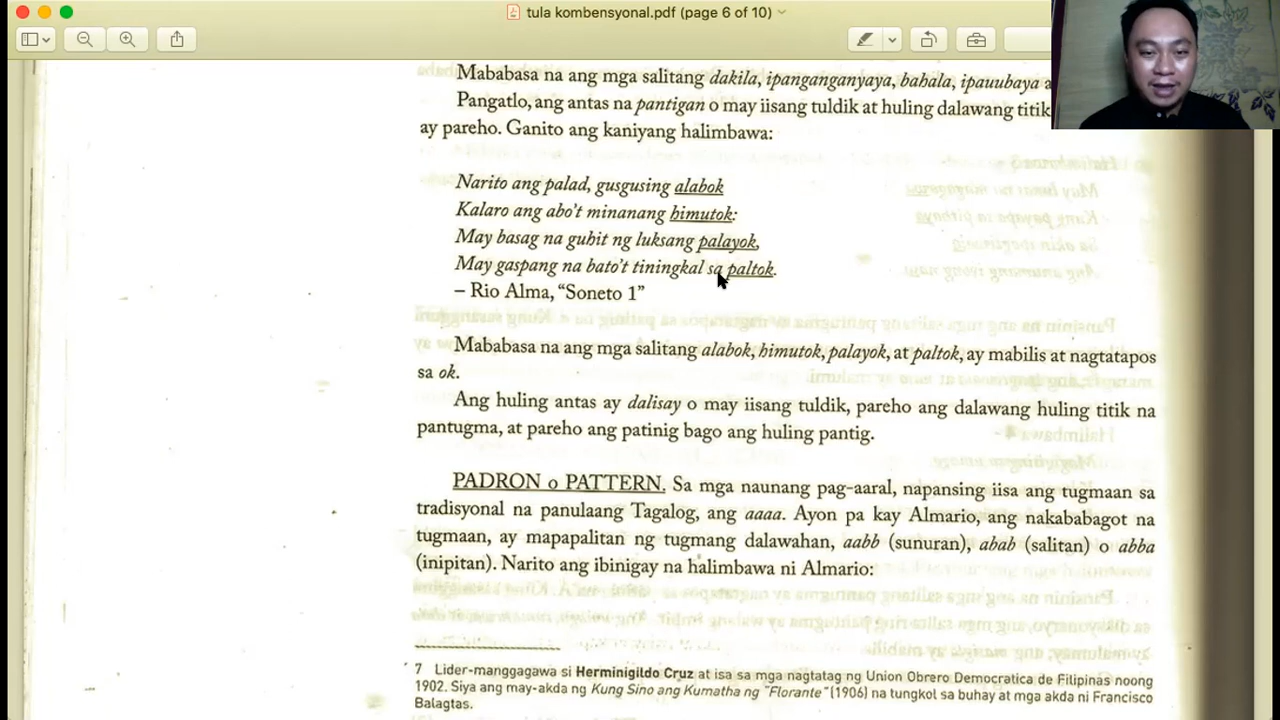 tula kombensyonal.pdf (page 6 of 10)
Mababasa na ang mga salitang dakila, ipanganganyaya, bahala, ipauubaya a
Pangatlo, ang antas na pantigan o may iisang tuldik at huling dalawang titik
ay pareho. Ganito ang kaniyang halimbawa:
Narito ang palad, gusgusing alabok
Kalaro ang abo't minanang himutok:
May basag na guhit ng luksang palayok,
May gaspang na bato't tiningkal sa paltok.
– Rio Alma, “Soneto 1”
Mababasa na ang mga salitang alabok, himutok, palayok, at paltok, ay mabilis at nagtatapos
sa ok.
Ang huling antas ay dalisay o may iisang tuldik, pareho ang dalawang huling titik na
pantugma, at pareho ang patinig bago ang huling pantig.
PADRON o PATTERN. Sa mga naunang pag-aaral, napansing iisa ang tugmaan sa
tradisyonal na panulaang Tagalog, ang aaaa. Ayon pa kay Almario, ang nakababagot na
tugmaan, ay mapapalitan ng tugmang dalawahan, aabb (sunuran), abab (salitan) o abba
(inipitan). Narito ang ibinigay na halimbawa ni Almario:
7 Lider-manggagawa si Herminigildo Cruz at isa sa mga nagtatag ng Union Obrero Democratica de Filipinas noong
1902. Siya ang may-akda ng Kung Sino ang Kumatha ng "Florante" (1906) na tungkol sa buhay at mga akda ni Francisco
Balagtas.